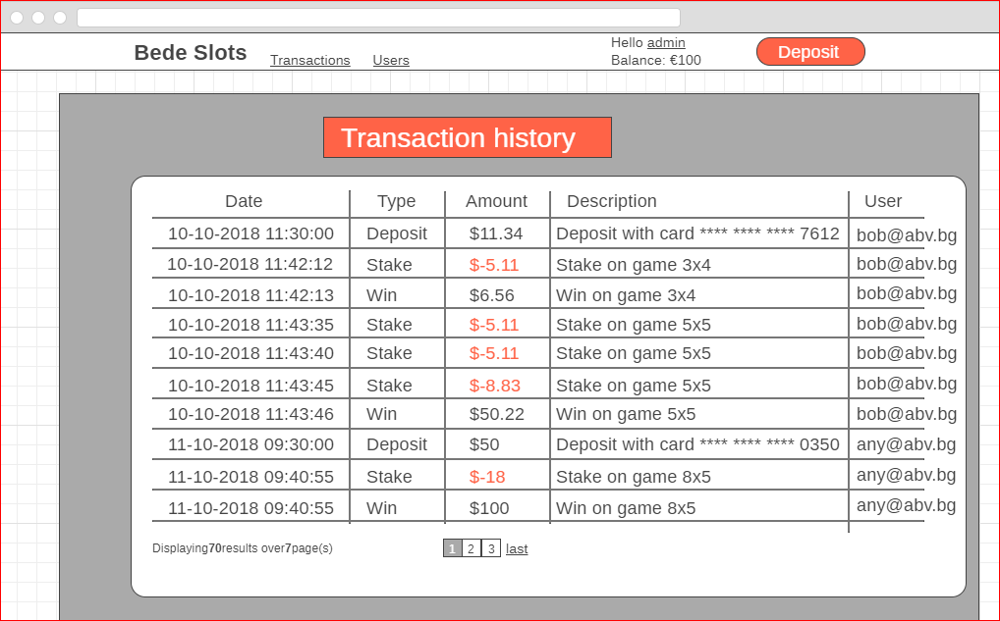 Bede Slots Transactions Users Hello admin Deposit
Balance: €100
Transaction history
Date Type Amount Description User
10-10-2018 11:30:00 Deposit $11.34 Deposit with card **** **** **** 7612 bob@abv.bg
10-10-2018 11:42:12 Stake $-5.11 Stake on game 3x4 bob@abv.bg
10-10-2018 11:42:13 Win $6.56 Win on game 3x4 bob@abv.bg
10-10-2018 11:43:35 Stake $-5.11 Stake on game 5x5 bob@abv.bg
10-10-2018 11:43:40 Stake $-5.11 Stake on game 5x5 bob@abv.bg
10-10-2018 11:43:45 Stake $-8.83 Stake on game 5x5 bob@abv.bg
10-10-2018 11:43:46 Win $50.22 Win on game 5x5 bob@abv.bg
11-10-2018 09:30:00 Deposit $50 Deposit with card **** **** **** 0350 any@abv.bg
11-10-2018 09:40:55 Stake $-18 Stake on game 8x5 any@abv.bg
11-10-2018 09:40:55 Win $100 Win on game 8x5 any@abv.bg
Displaying70results over7page(s) 1 2 3 last